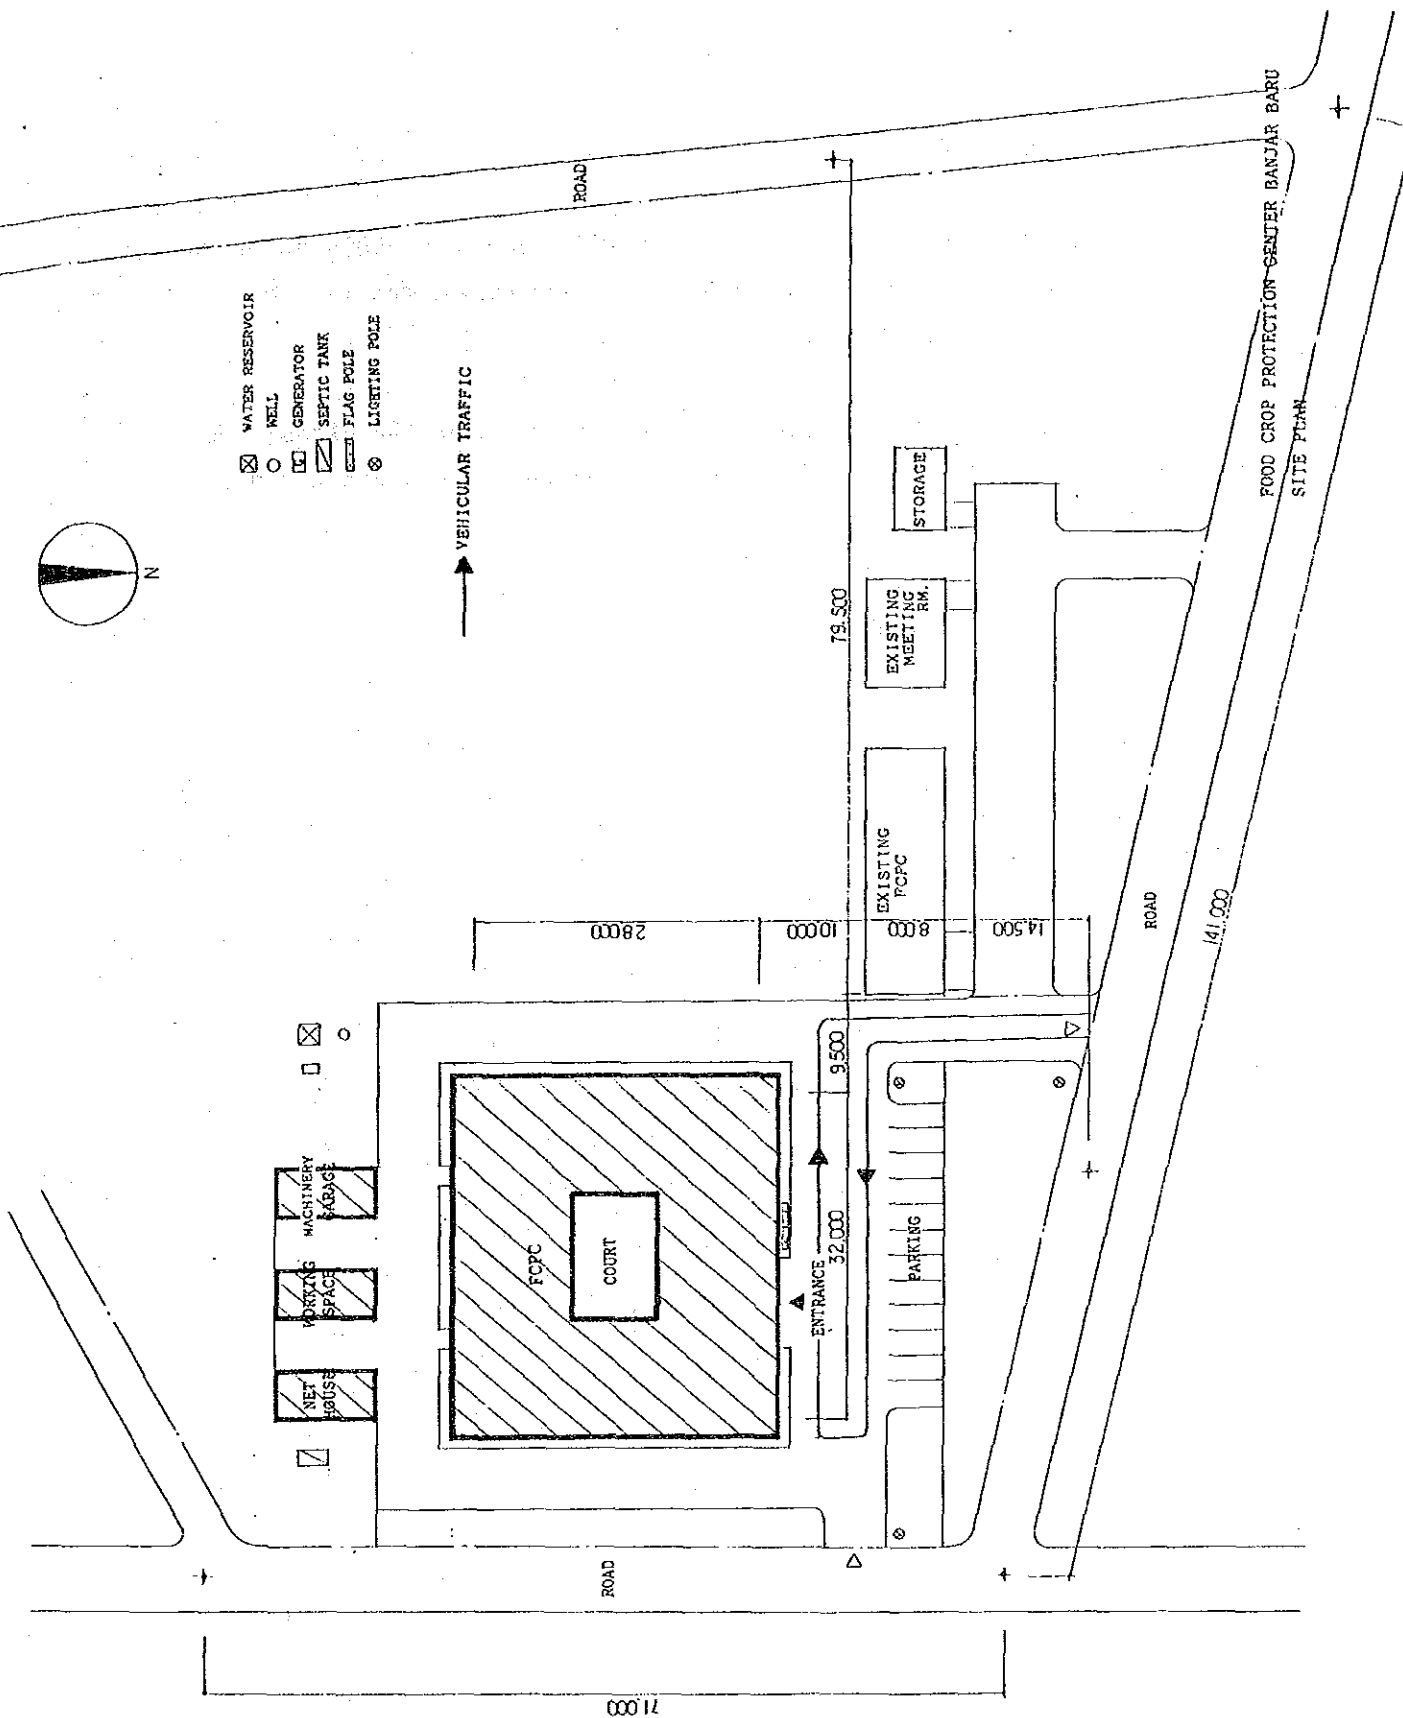 FOOD CROP PROTECTION CENTER BANJAR BARU
SITE PLAN
N
WATER RESERVOIR
WELL
GENERATOR
SEPTIC TANK
FLAG POLE
LIGHTING POLE
VEHICULAR TRAFFIC
ROAD
ROAD
ROAD
NET
HOUSE
WORKING
SPACE
MACHINERY
GARAGE
FCPC
COURT
ENTRANCE
PARKING
EXISTING
FCPC
EXISTING
MEETING
RM.
STORAGE
71.000
28.000
10.000
8.000
14.500
32.000
9.500
79.500
141.000